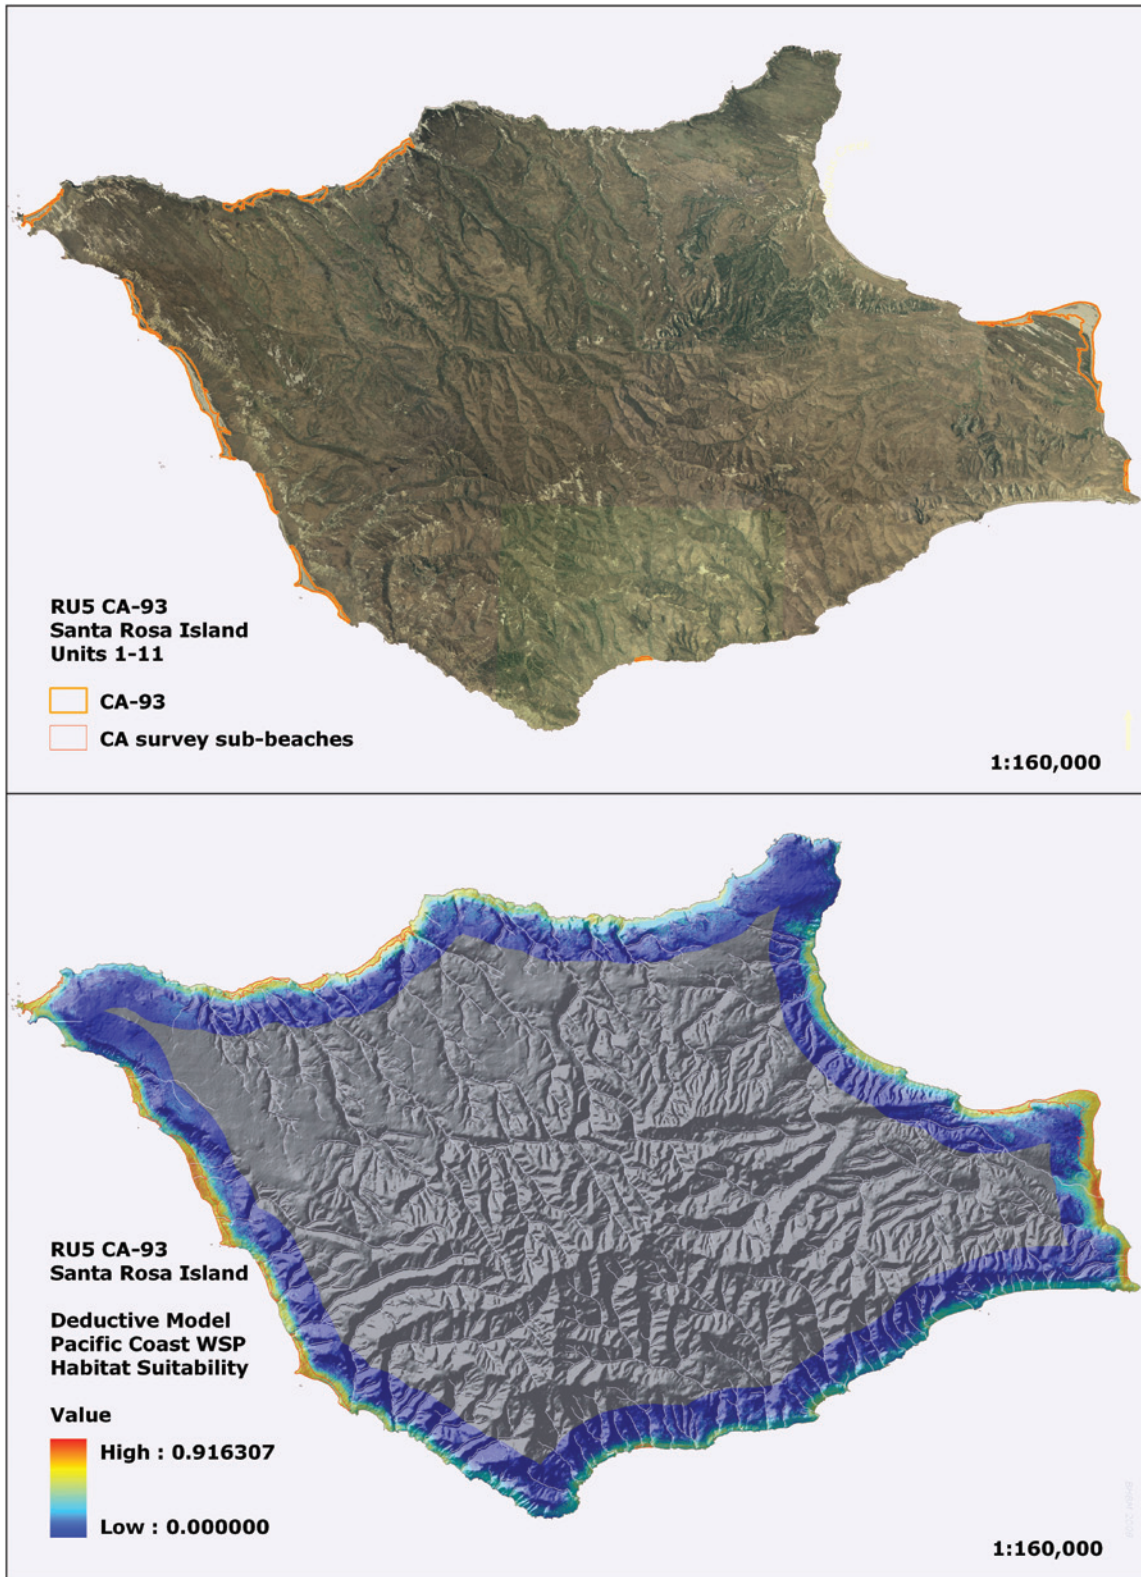 RU5 CA-93
Santa Rosa Island
Units 1-11
CA-93
CA survey sub-beaches
1:160,000
RU5 CA-93
Santa Rosa Island
Deductive Model
Pacific Coast WSP
Habitat Suitability
Value
High : 0.916307
Low : 0.000000
1:160,000